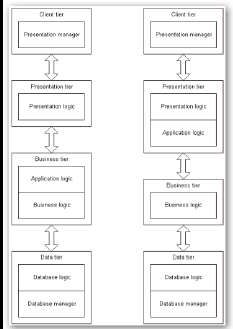 Client tier
Presentation manager
Presentation tier
Presentation logic
Business tier
Application logic
Business logic
Data tier
Database logic
Database manager
Client tier
Presentation manager
Presentation tier
Presentation logic
Application logic
Business tier
Business logic
Data tier
Database logic
Database manager